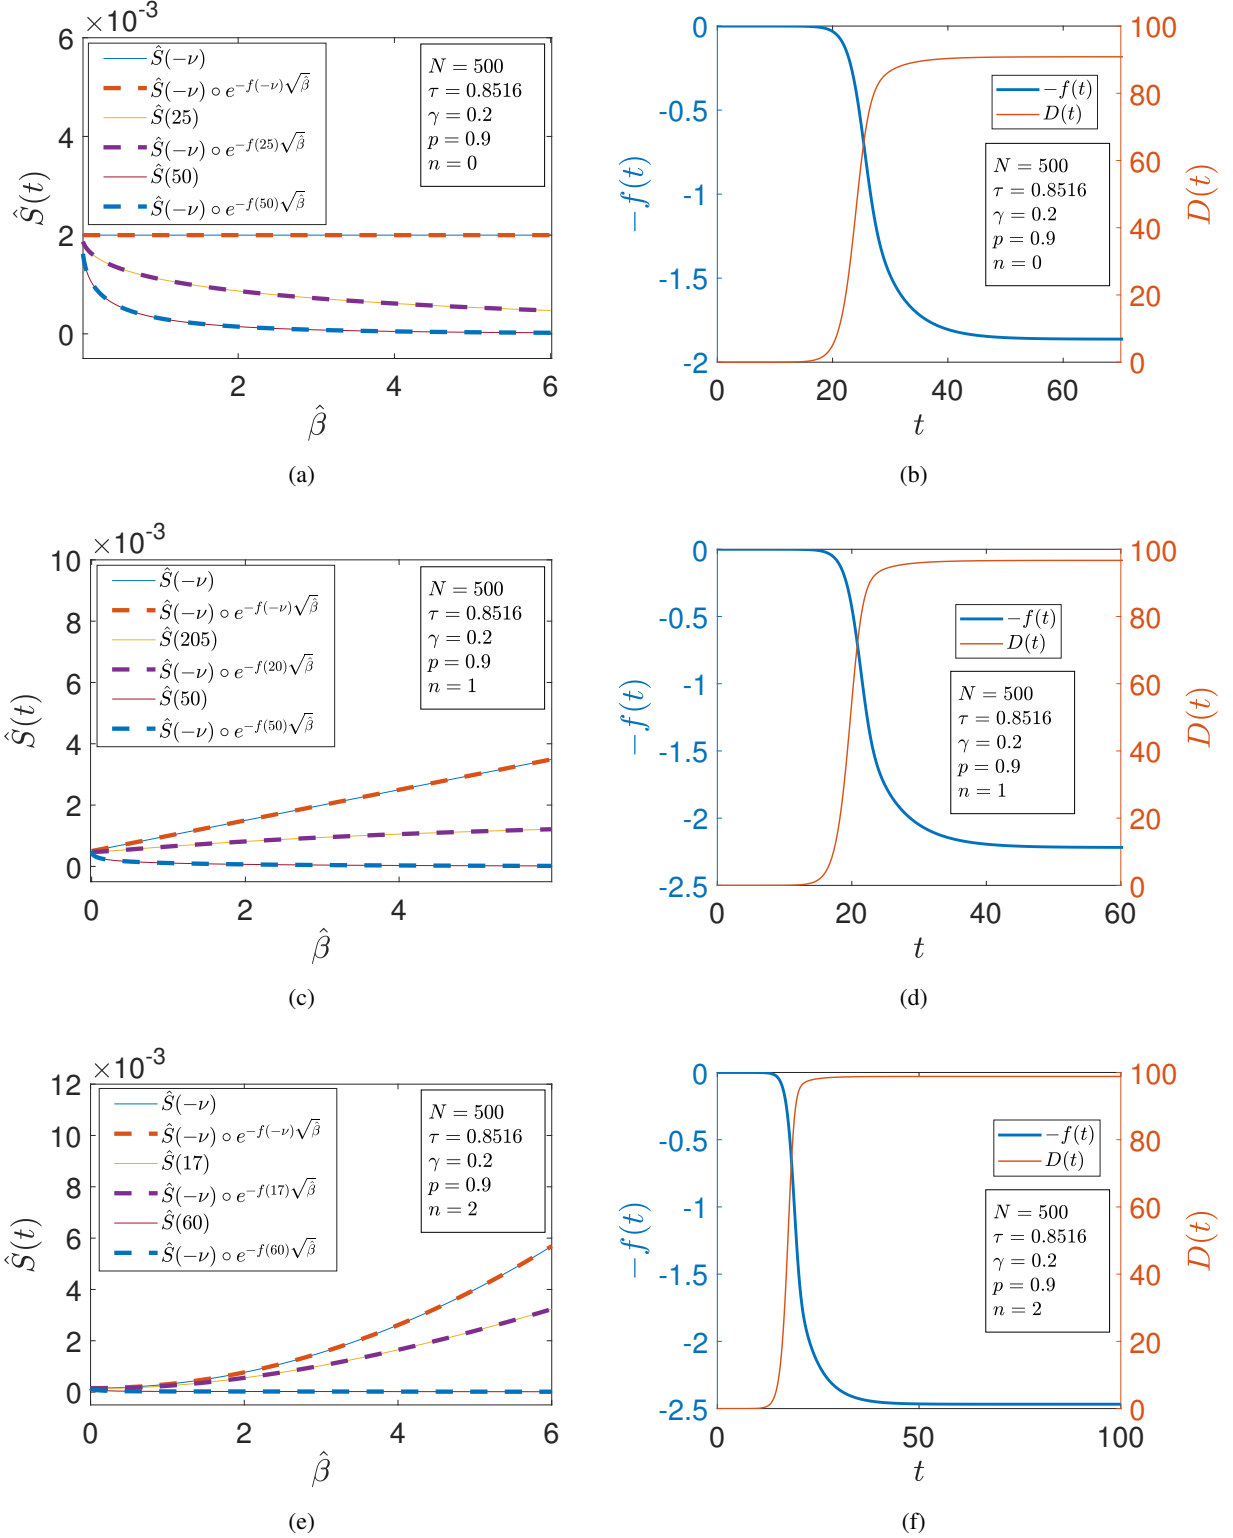 ×10⁻³
6
4
2
0
Ŝ(t)
Ŝ(−ν)
Ŝ(−ν) ∘ e^{−f(−ν)√β̂}
Ŝ(25)
Ŝ(−ν) ∘ e^{−f(25)√β̂}
Ŝ(50)
Ŝ(−ν) ∘ e^{−f(50)√β̂}
N = 500
τ = 0.8516
γ = 0.2
p = 0.9
n = 0
2 4 6
β̂
(a)
0
-0.5
-1
-1.5
-2
−f(t)
−f(t)
D(t)
N = 500
τ = 0.8516
γ = 0.2
p = 0.9
n = 0
100
80
60
40
20
0
D(t)
0 20 40 60
t
(b)
×10⁻³
10
8
6
4
2
0
Ŝ(t)
Ŝ(−ν)
Ŝ(−ν) ∘ e^{−f(−ν)√β̂}
Ŝ(205)
Ŝ(−ν) ∘ e^{−f(20)√β̂}
Ŝ(50)
Ŝ(−ν) ∘ e^{−f(50)√β̂}
N = 500
τ = 0.8516
γ = 0.2
p = 0.9
n = 1
0 2 4
β̂
(c)
0
-0.5
-1
-1.5
-2
-2.5
−f(t)
−f(t)
D(t)
N = 500
τ = 0.8516
γ = 0.2
p = 0.9
n = 1
100
80
60
40
20
0
D(t)
0 20 40 60
t
(d)
×10⁻³
12
10
8
6
4
2
0
Ŝ(t)
Ŝ(−ν)
Ŝ(−ν) ∘ e^{−f(−ν)√β̂}
Ŝ(17)
Ŝ(−ν) ∘ e^{−f(17)√β̂}
Ŝ(60)
Ŝ(−ν) ∘ e^{−f(60)√β̂}
N = 500
τ = 0.8516
γ = 0.2
p = 0.9
n = 2
0 2 4 6
β̂
(e)
0
-0.5
-1
-1.5
-2
-2.5
−f(t)
−f(t)
D(t)
N = 500
τ = 0.8516
γ = 0.2
p = 0.9
n = 2
100
80
60
40
20
0
D(t)
0 50 100
t
(f)